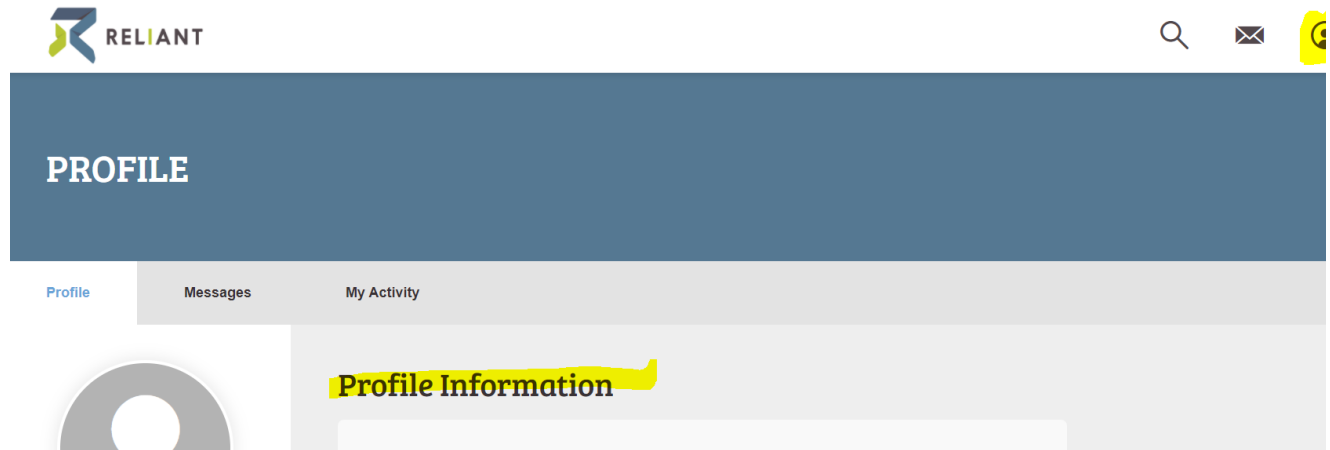 RELIANT
PROFILE
Profile Messages My Activity
Profile Information